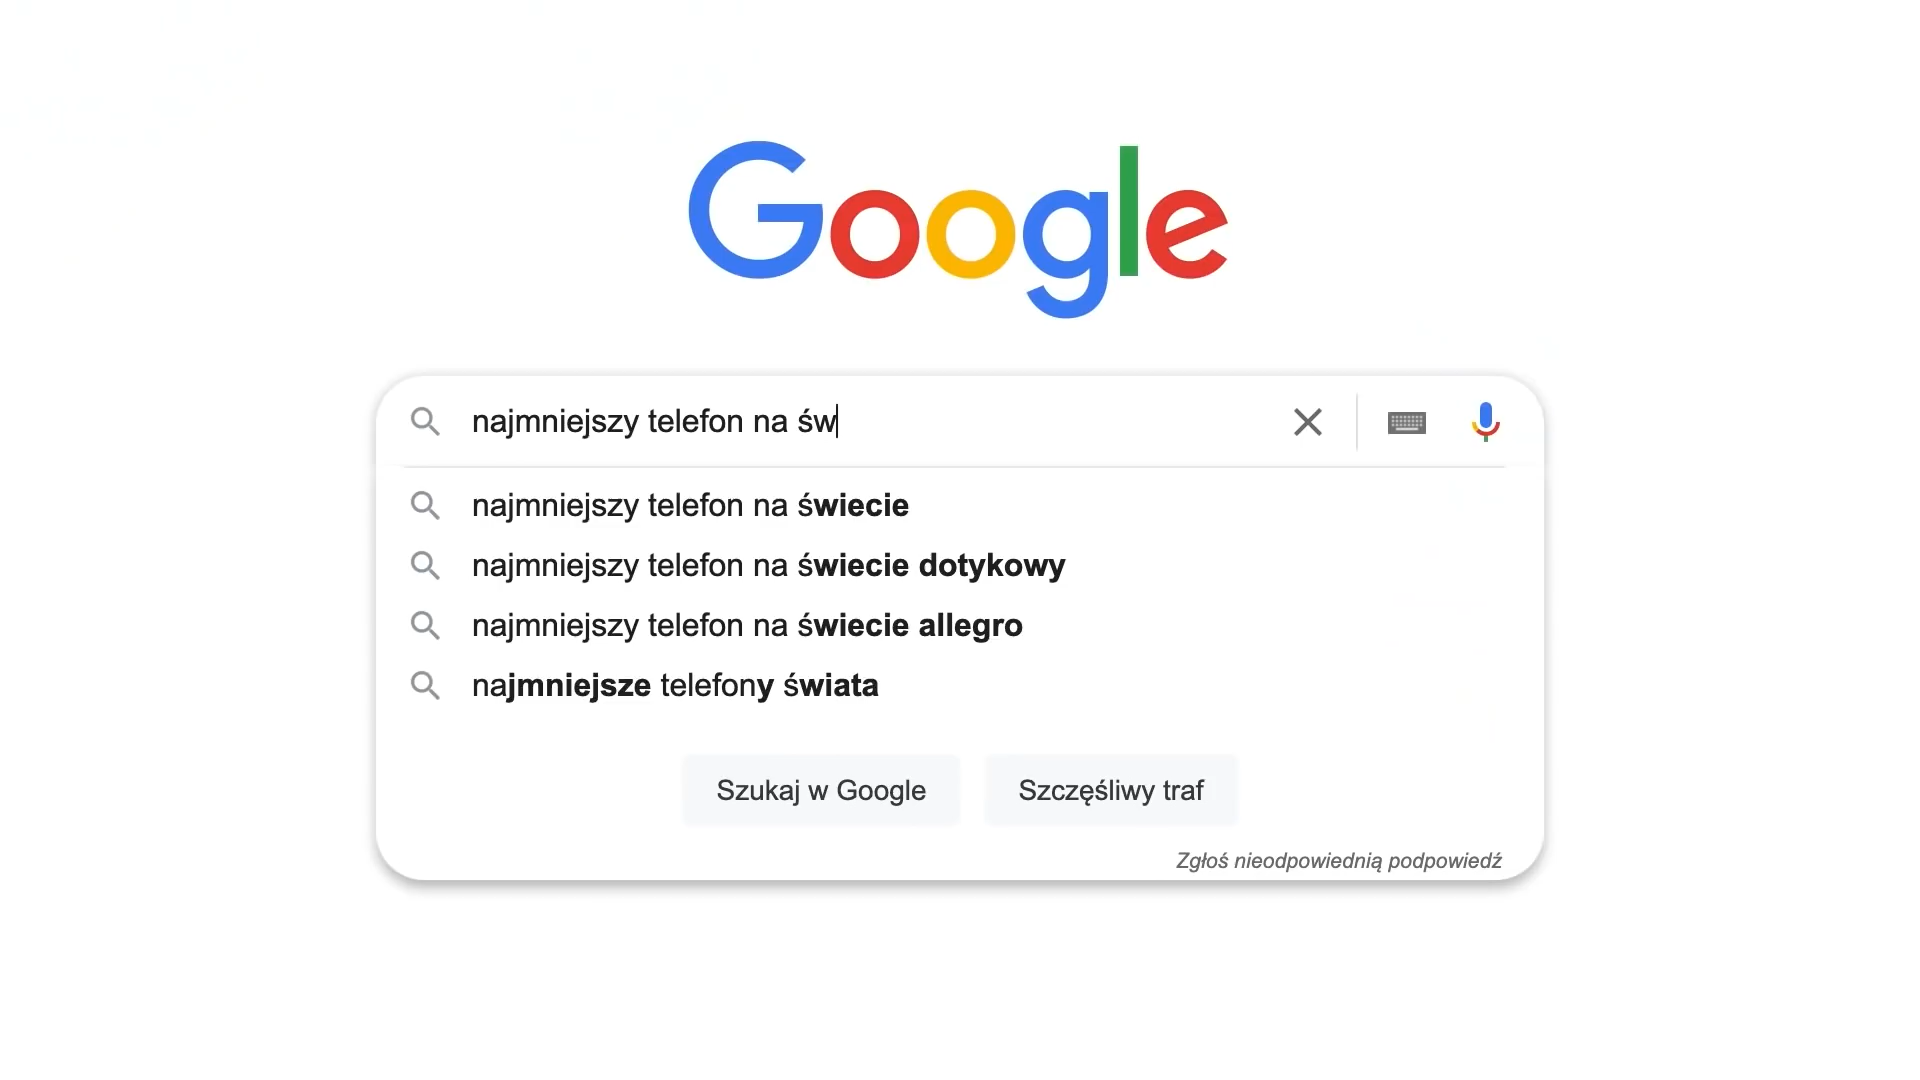 Google
najmniejszy telefon na św
najmniejszy telefon na świecie
najmniejszy telefon na świecie dotykowy
najmniejszy telefon na świecie allegro
najmniejsze telefony świata
Szukaj w Google
Szczęśliwy traf
Zgłoś nieodpowiednią podpowiedź